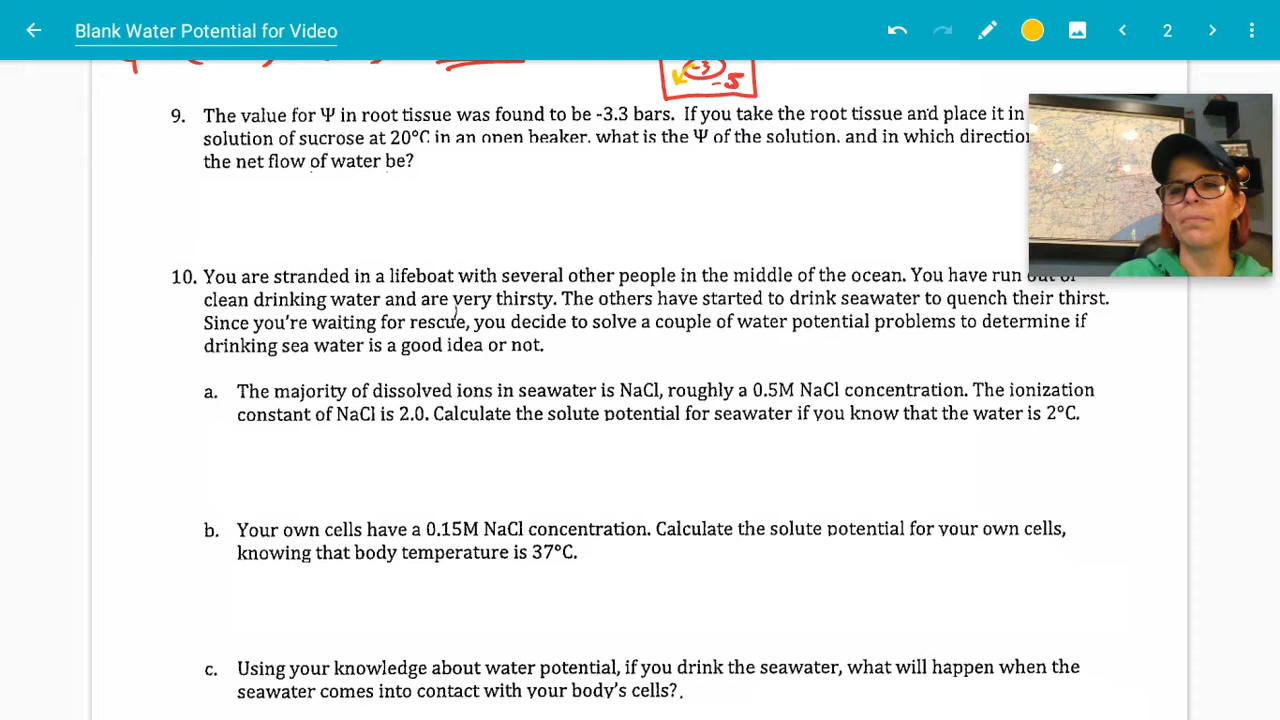 Blank Water Potential for Video
2
-3
-5
9. The value for Ψ in root tissue was found to be -3.3 bars. If you take the root tissue and place it in
solution of sucrose at 20°C in an open beaker, what is the Ψ of the solution, and in which
the net flow of water be?
10. You are stranded in a lifeboat with several other people in the middle of the ocean. You have run out of
clean drinking water and are very thirsty. The others have started to drink seawater to quench their thirst.
Since you're waiting for rescue, you decide to solve a couple of water potential problems to determine if
drinking sea water is a good idea or not.
a. The majority of dissolved ions in seawater is NaCl, roughly a 0.5M NaCl concentration. The ionization
constant of NaCl is 2.0. Calculate the solute potential for seawater if you know that the water is 2°C.
b. Your own cells have a 0.15M NaCl concentration. Calculate the solute potential for your own cells,
knowing that body temperature is 37°C.
c. Using your knowledge about water potential, if you drink the seawater, what will happen when the
seawater comes into contact with your body's cells?.